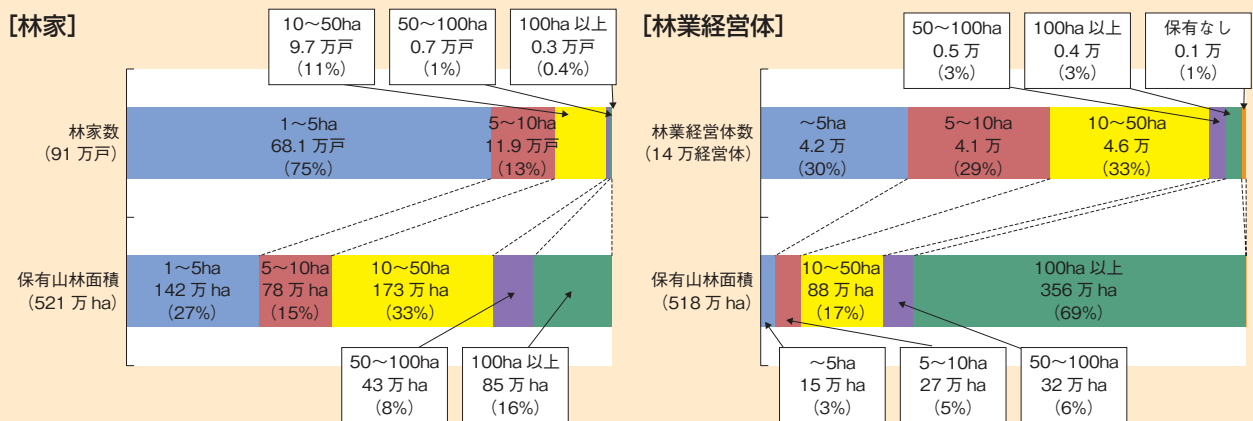 [林家]
10〜50ha
9.7 万戸
(11%)
50〜100ha
0.7 万戸
(1%)
100ha 以上
0.3 万戸
(0.4%)
林家数
(91 万戸)
1〜5ha
68.1 万戸
(75%)
5〜10ha
11.9 万戸
(13%)
保有山林面積
(521 万 ha)
1〜5ha
142 万 ha
(27%)
5〜10ha
78 万 ha
(15%)
10〜50ha
173 万 ha
(33%)
50〜100ha
43 万 ha
(8%)
100ha 以上
85 万 ha
(16%)
[林業経営体]
50〜100ha
0.5 万
(3%)
100ha 以上
0.4 万
(3%)
保有なし
0.1 万
(1%)
林業経営体数
(14 万経営体)
〜5ha
4.2 万
(30%)
5〜10ha
4.1 万
(29%)
10〜50ha
4.6 万
(33%)
保有山林面積
(518 万 ha)
10〜50ha
88 万 ha
(17%)
100ha 以上
356 万 ha
(69%)
〜5ha
15 万 ha
(3%)
5〜10ha
27 万 ha
(5%)
50〜100ha
32 万 ha
(6%)